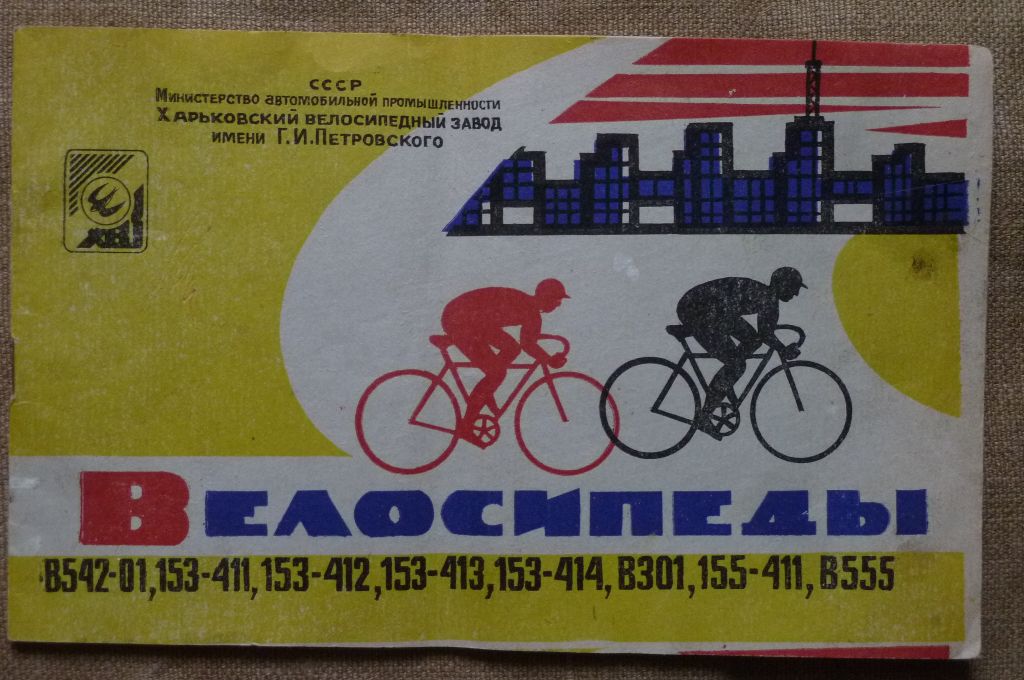 СССР
Министерство автомобильной промышленности
Харьковский велосипедный завод
имени Г.И.Петровского
ХВЗ
Велосипеды
В542-01,153-411,153-412,153-413,153-414,В301,155-411,В555